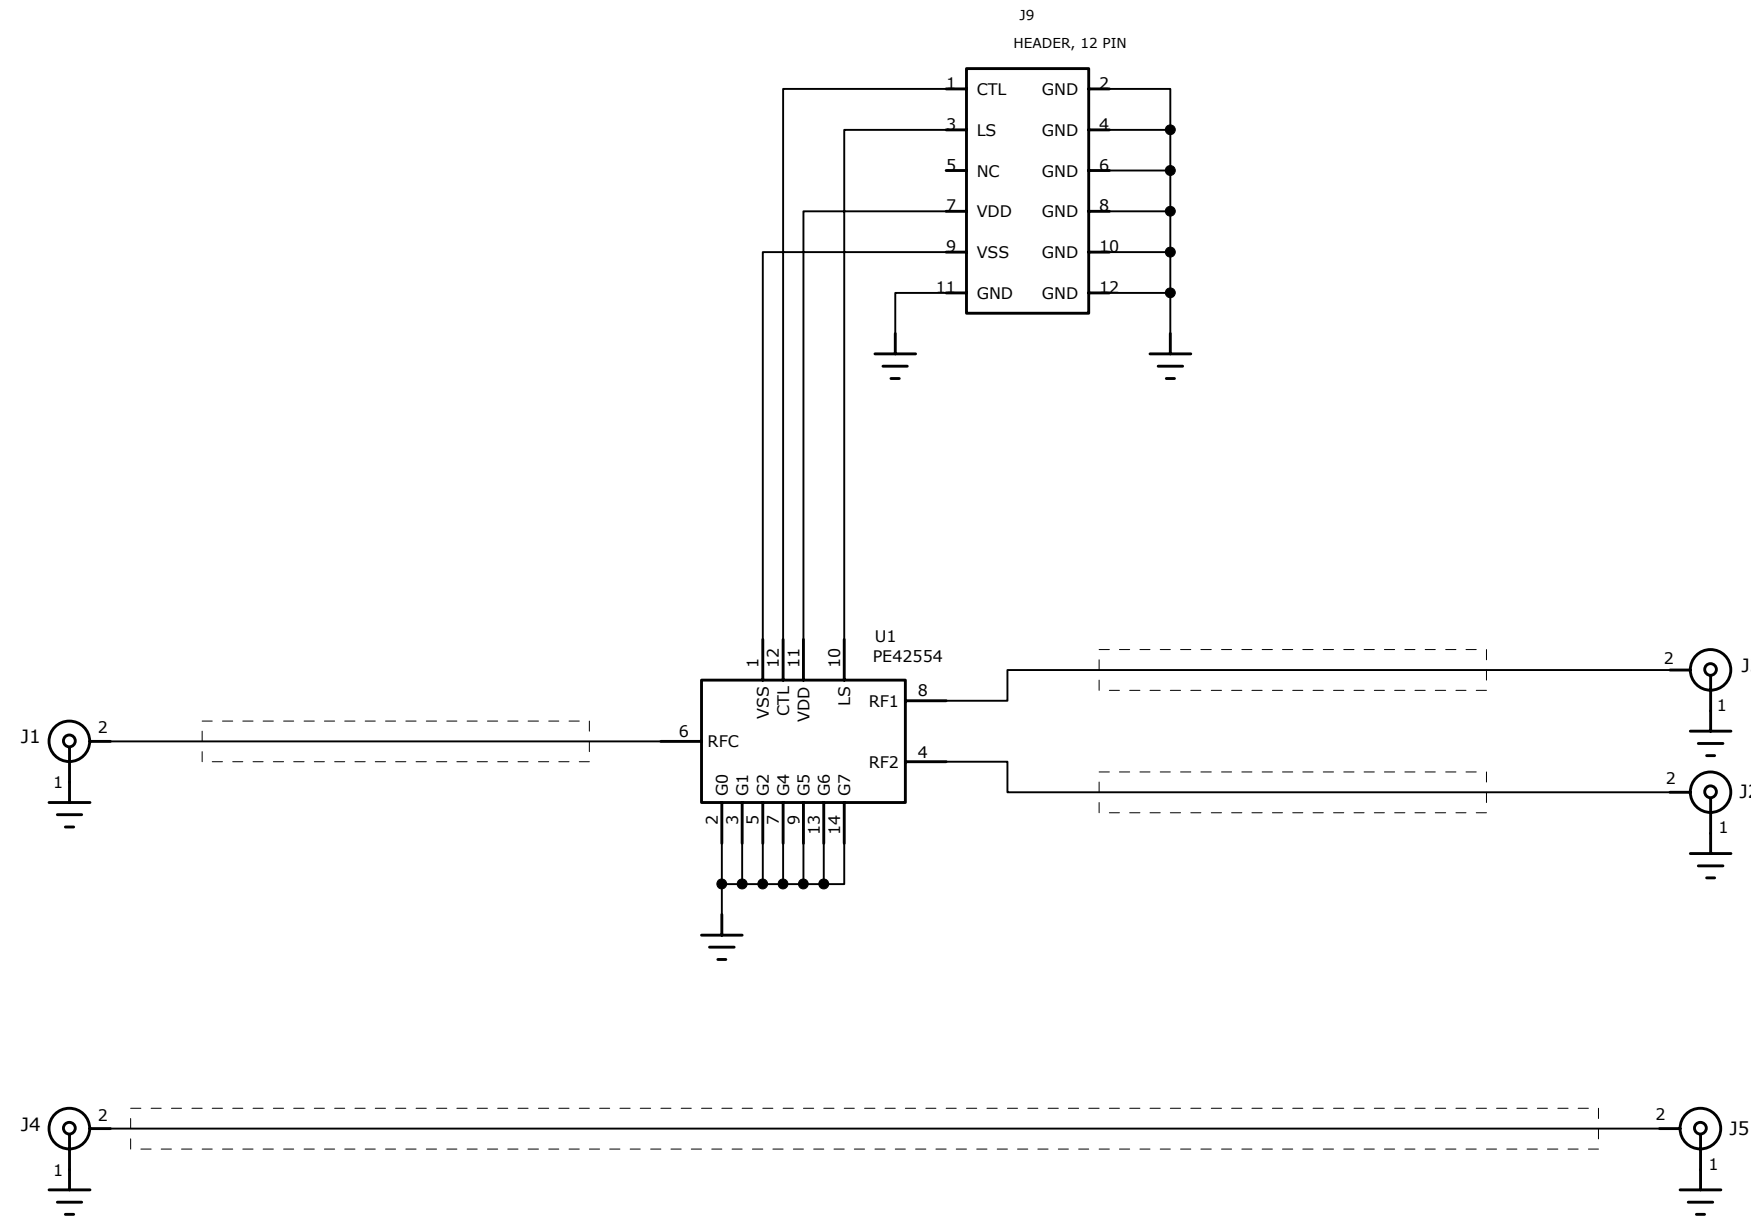 J9
HEADER, 12 PIN
1 CTL GND 2
3 LS GND 4
5 NC GND 6
7 VDD GND 8
9 VSS GND 10
11 GND GND 12
U1
PE42554
1 12 11 10
VSS CTL VDD LS
RF1 8
2 J
1
J1 2
1
6 RFC
RF2 4
2 J2
1
G0 G1 G2 G4 G5 G6 G7
2 3 5 7 9 13 14
J4 2
1
2 J5
1